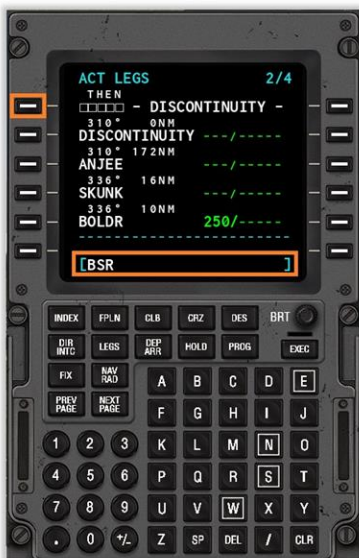 ACT LEGS 2/4
THEN
□□□□□ - DISCONTINUITY -
310° 0NM
DISCONTINUITY ---/-----
310° 172NM
ANJEE ---/-----
336° 16NM
SKUNK ---/-----
336° 10NM
BOLDR 250/-----
------------------------
[BSR ]
INDEX FPLN CLB CRZ DES BRT
DIR INTC LEGS DEP ARR HOLD PROG EXEC
FIX NAV RAD A B C D E
PREV PAGE NEXT PAGE F G H I J
1 2 3 K L M N O
4 5 6 P Q R S T
7 8 9 U V W X Y
. 0 +/- Z SP DEL / CLR